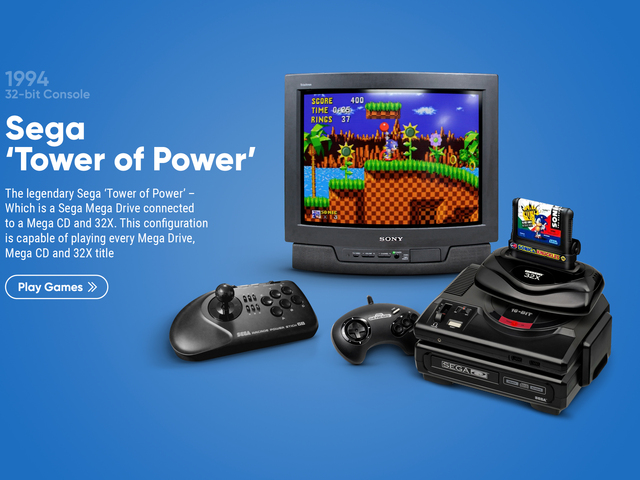 1994
32-bit Console
Sega
‘Tower of Power’
The legendary Sega ‘Tower of Power’ –
Which is a Sega Mega Drive connected
to a Mega CD and 32X. This configuration
is capable of playing every Mega Drive,
Mega CD and 32X title
Play Games
SCORE 400
TIME
RINGS 37
SONY
32X
16-BIT
SEGA
SEGA